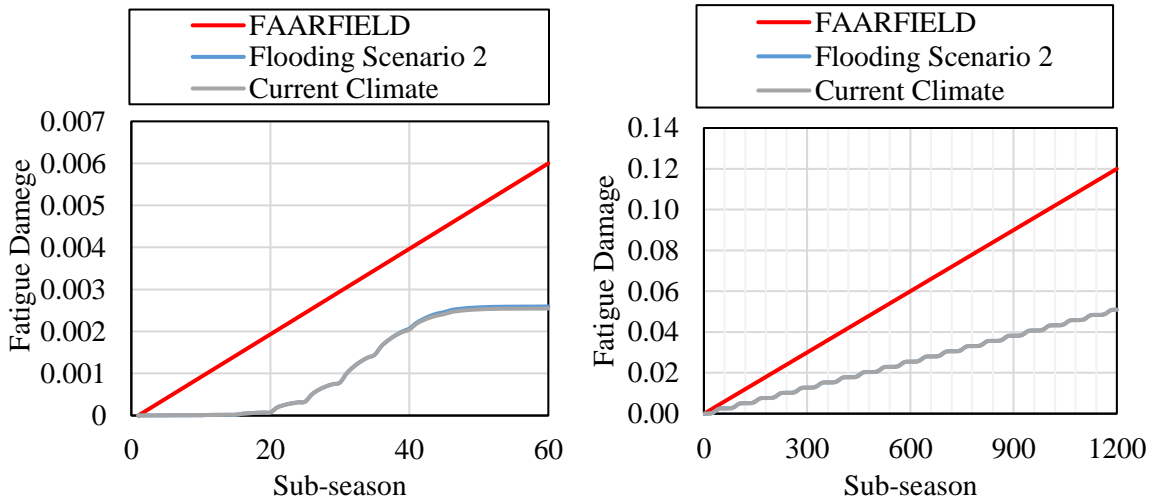 FAARFIELD
Flooding Scenario 2
Current Climate
Fatigue Damege
0.007
0.006
0.005
0.004
0.003
0.002
0.001
0
0 20 40 60
Sub-season
FAARFIELD
Flooding Scenario 2
Current Climate
Fatigue Damage
0.14
0.12
0.10
0.08
0.06
0.04
0.02
0.00
0 300 600 900 1200
Sub-season